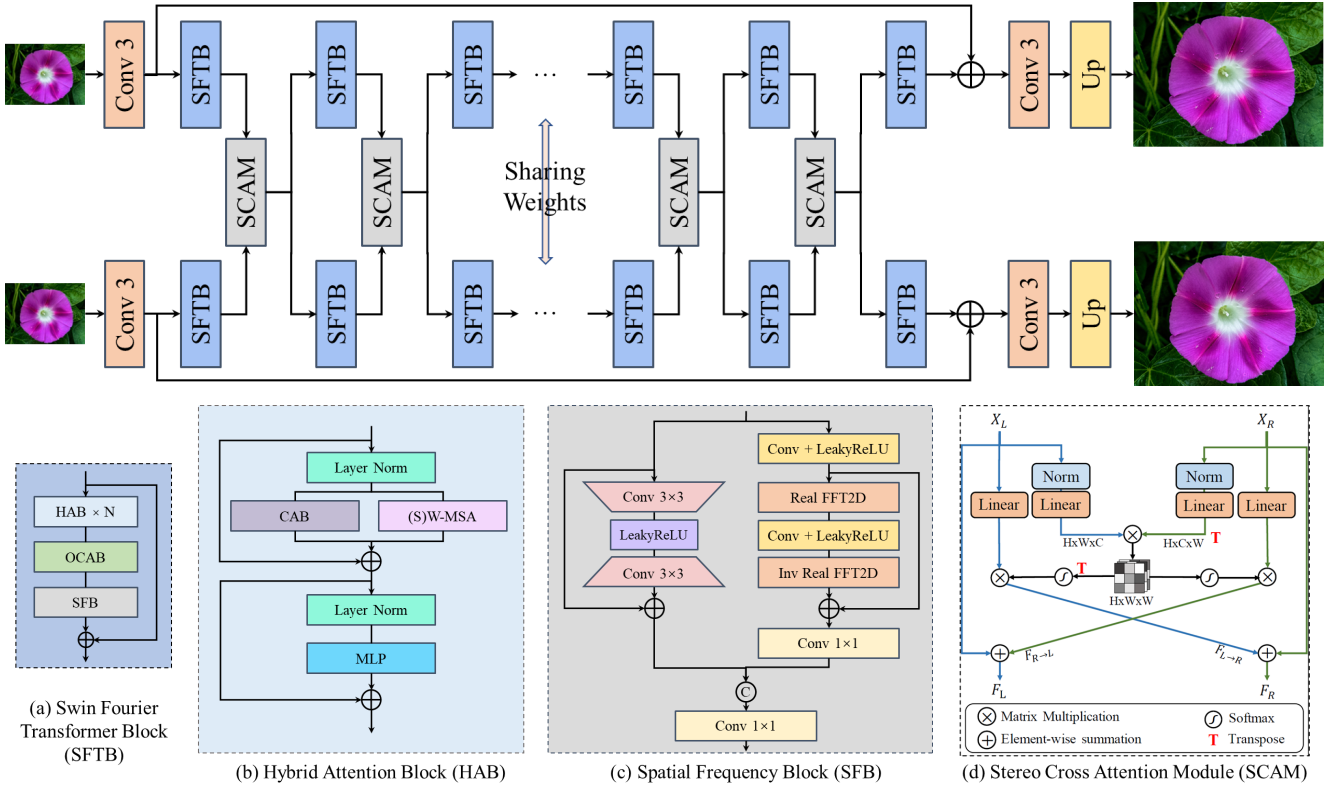 Conv 3
SFTB
SFTB
SFTB
...
SFTB
SFTB
SFTB
Conv 3
Up
SCAM
SCAM
Sharing
Weights
SCAM
SCAM
Conv 3
SFTB
SFTB
SFTB
...
SFTB
SFTB
SFTB
Conv 3
Up
HAB × N
OCAB
SFB
(a) Swin Fourier
Transformer Block
(SFTB)
Layer Norm
CAB
(S)W-MSA
Layer Norm
MLP
(b) Hybrid Attention Block (HAB)
Conv + LeakyReLU
Conv 3×3
Real FFT2D
LeakyReLU
Conv + LeakyReLU
Conv 3×3
Inv Real FFT2D
Conv 1×1
C
Conv 1×1
(c) Spatial Frequency Block (SFB)
X_L
X_R
Norm
Norm
Linear
Linear
Linear
Linear
HxWxC
HxCxW
T
T
HxWxW
F_R→L
F_L→R
F_L
F_R
Matrix Multiplication
Softmax
Element-wise summation
T Transpose
(d) Stereo Cross Attention Module (SCAM)